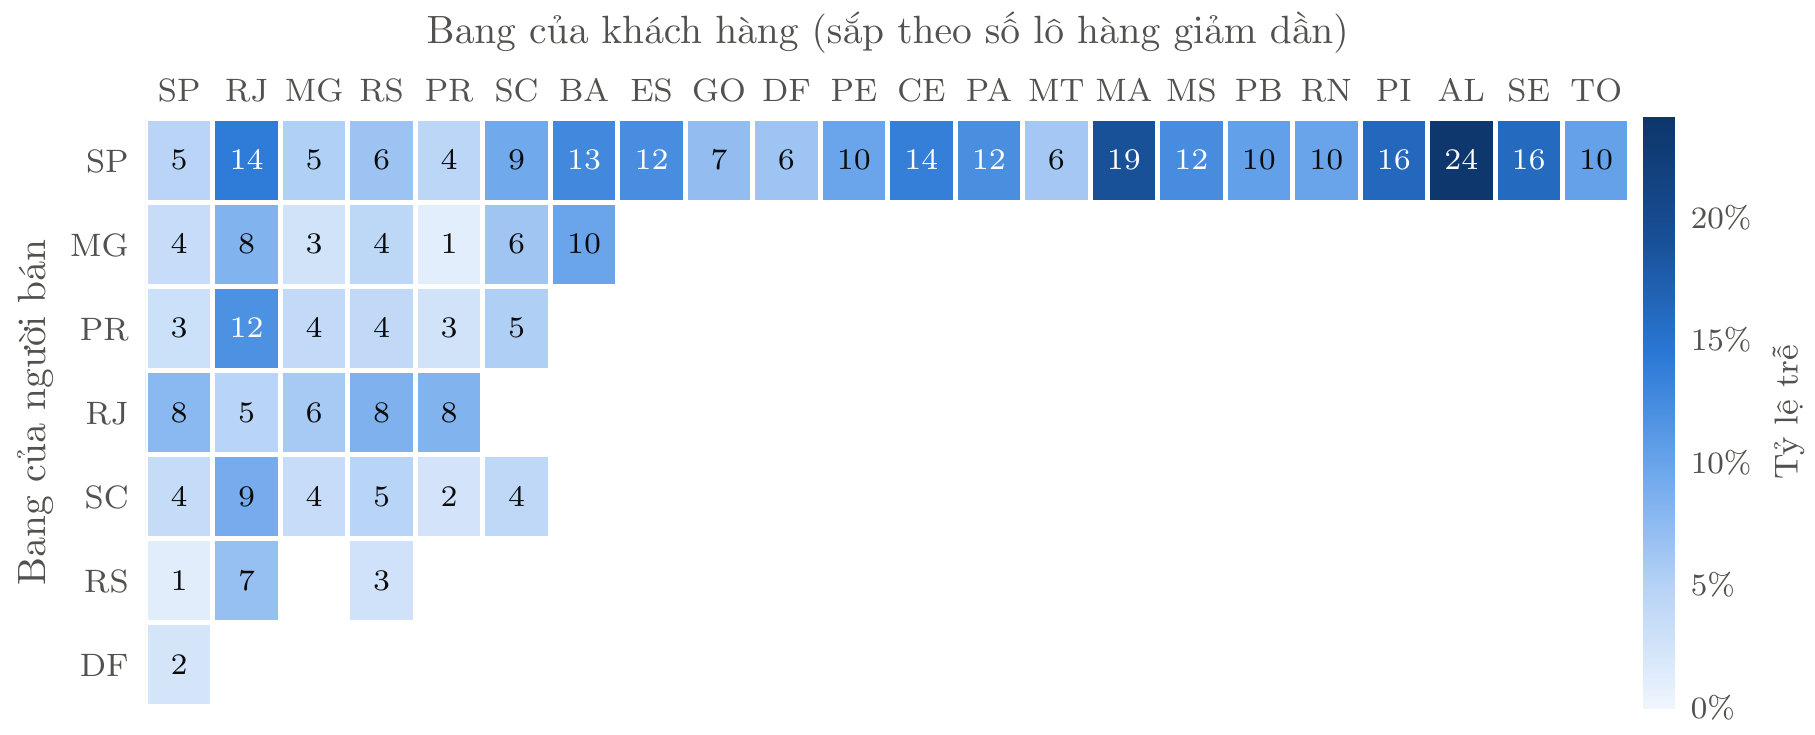 Bang của khách hàng (sắp theo số lô hàng giảm dần)
SP RJ MG RS PR SC BA ES GO DF PE CE PA MT MA MS PB RN PI AL SE TO
SP 5 14 5 6 4 9 13 12 7 6 10 14 12 6 19 12 10 10 16 24 16 10
MG 4 8 3 4 1 6 10
PR 3 12 4 4 3 5
RJ 8 5 6 8 8
SC 4 9 4 5 2 4
RS 1 7 3
DF 2
Bang của người bán
20%
15%
10%
5%
0%
Tỷ lệ trễ